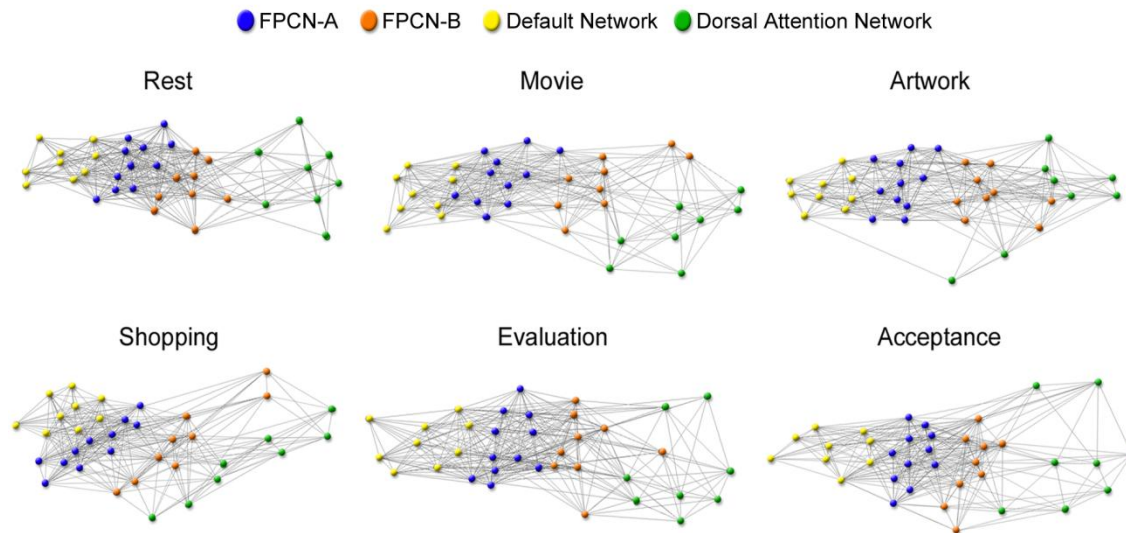 FPCN-A FPCN-B Default Network Dorsal Attention Network
Rest Movie Artwork
Shopping Evaluation Acceptance